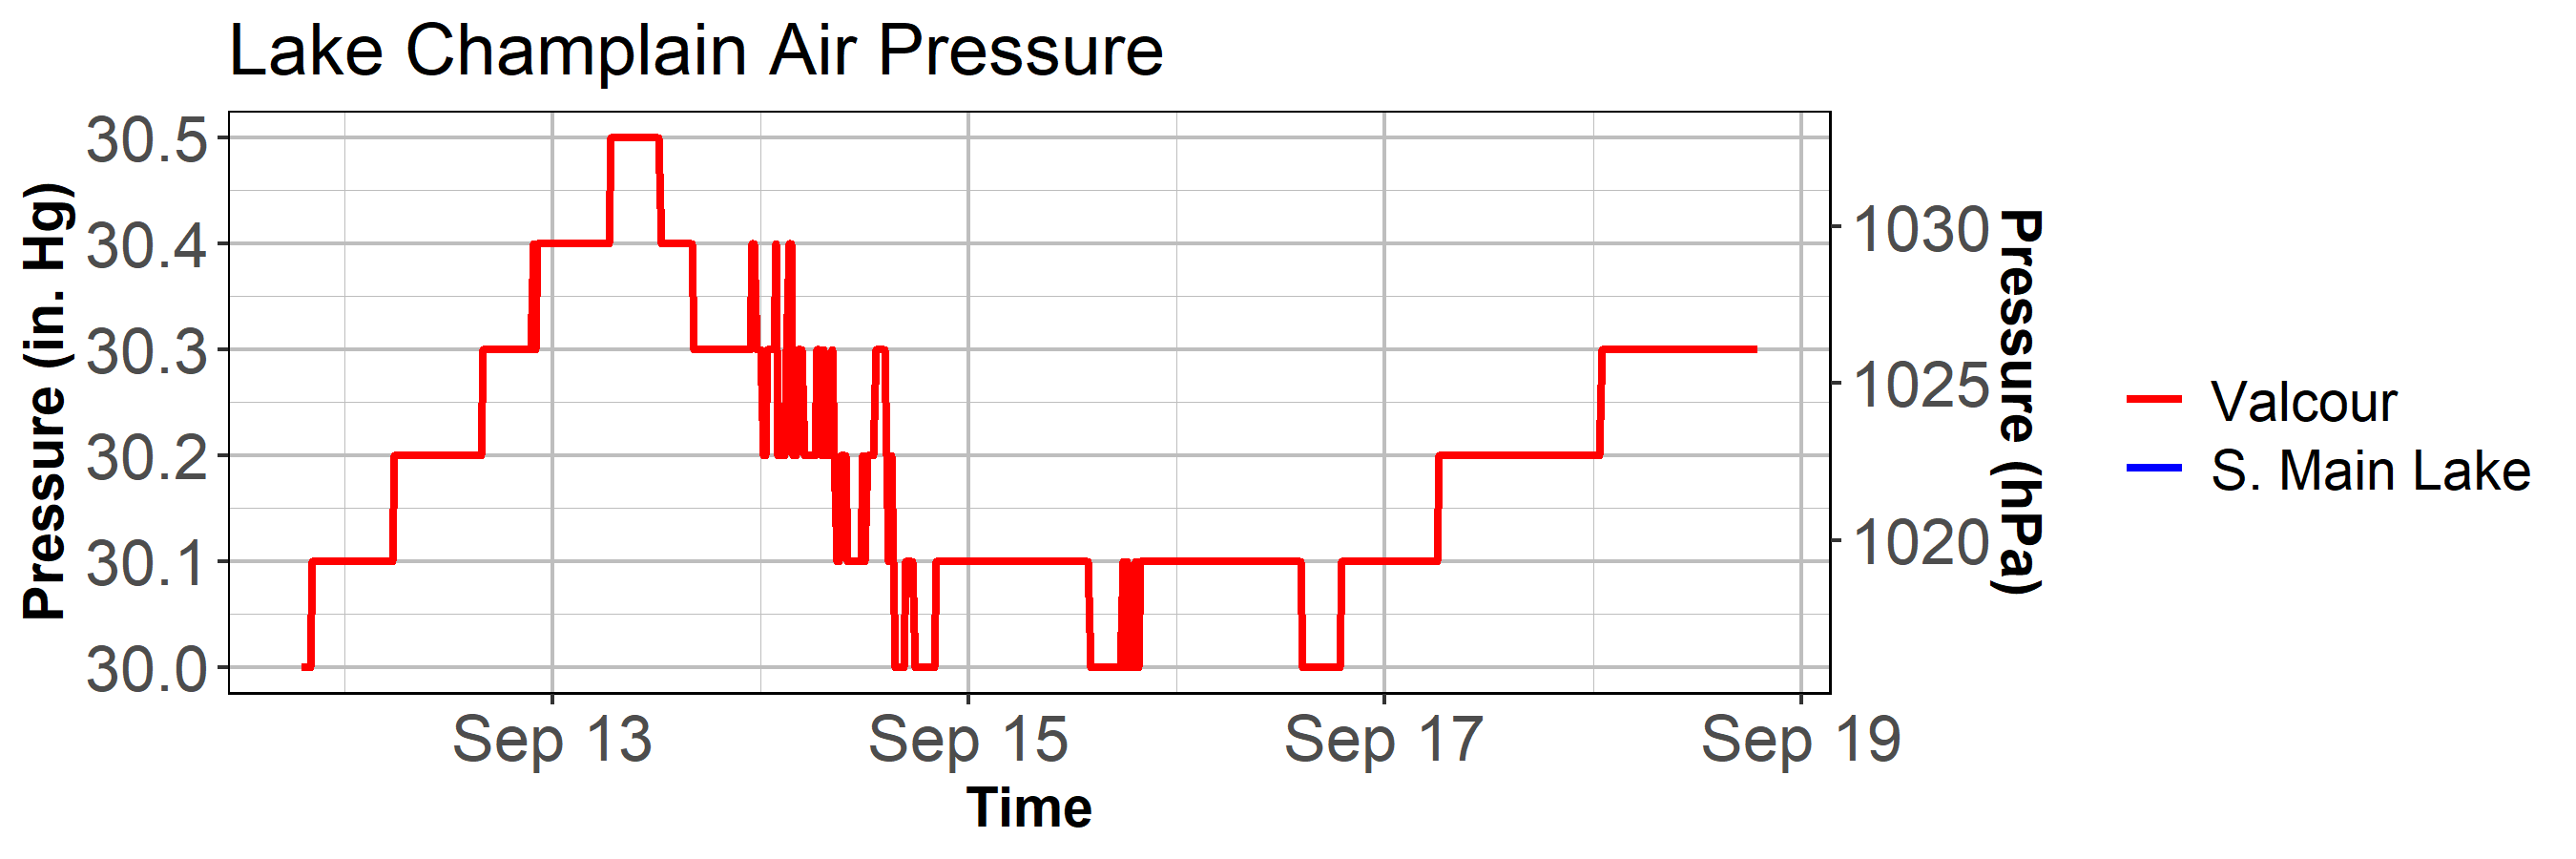 Lake Champlain Air Pressure
Pressure (in. Hg)
30.5
30.4
30.3
30.2
30.1
30.0
Sep 13
Sep 15
Sep 17
Sep 19
Time
1030
1025
1020
Pressure (hPa)
Valcour
S. Main Lake